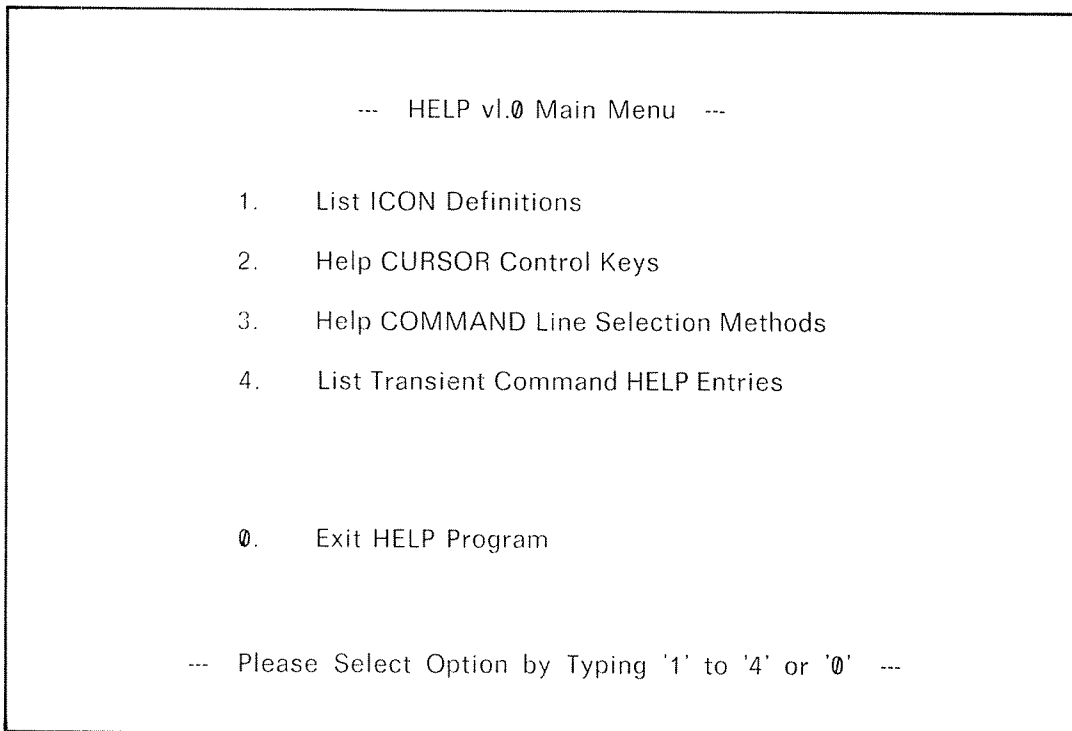 --- HELP v1.0 Main Menu ---
1. List ICON Definitions
2. Help CURSOR Control Keys
3. Help COMMAND Line Selection Methods
4. List Transient Command HELP Entries
0. Exit HELP Program
--- Please Select Option by Typing '1' to '4' or '0' ---